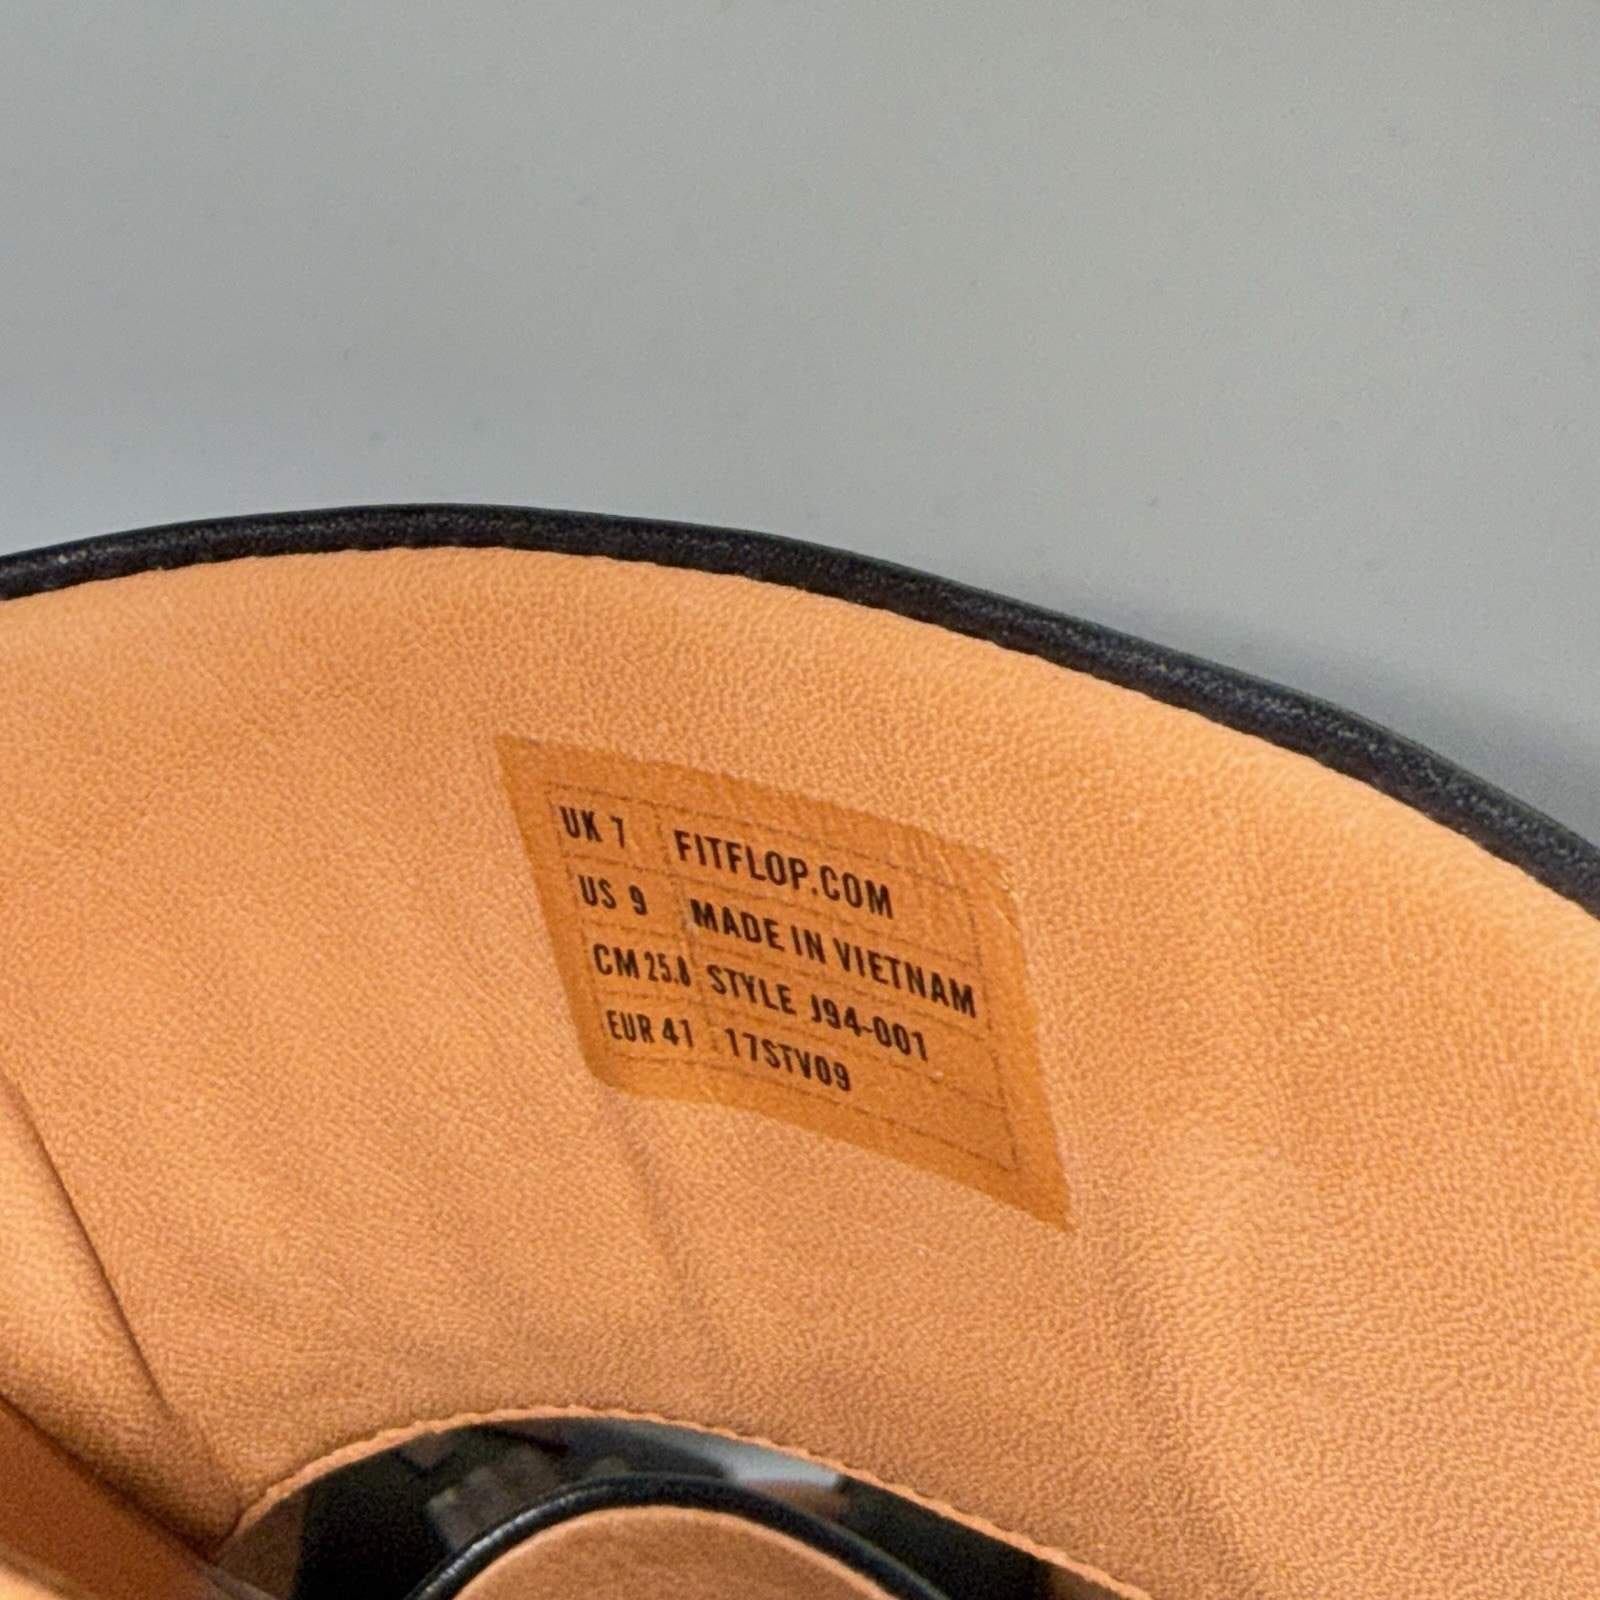 UK 7 FITFLOP.COM
US 9 MADE IN VIETNAM
CM 25.8 STYLE J94-001
EUR 41 17STV09